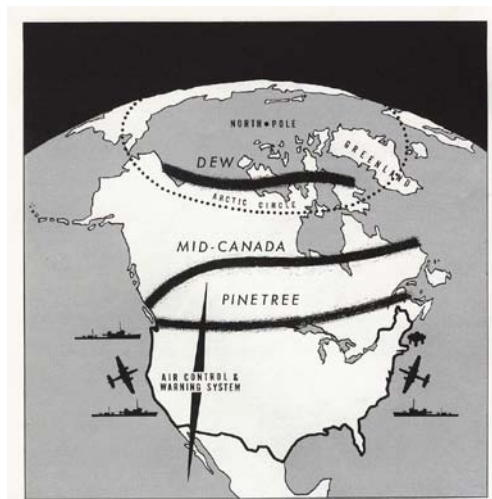 NORTH POLE
GREENLAND
DEW
ARCTIC CIRCLE
MID-CANADA
PINETREE
AIR CONTROL &
WARNING SYSTEM